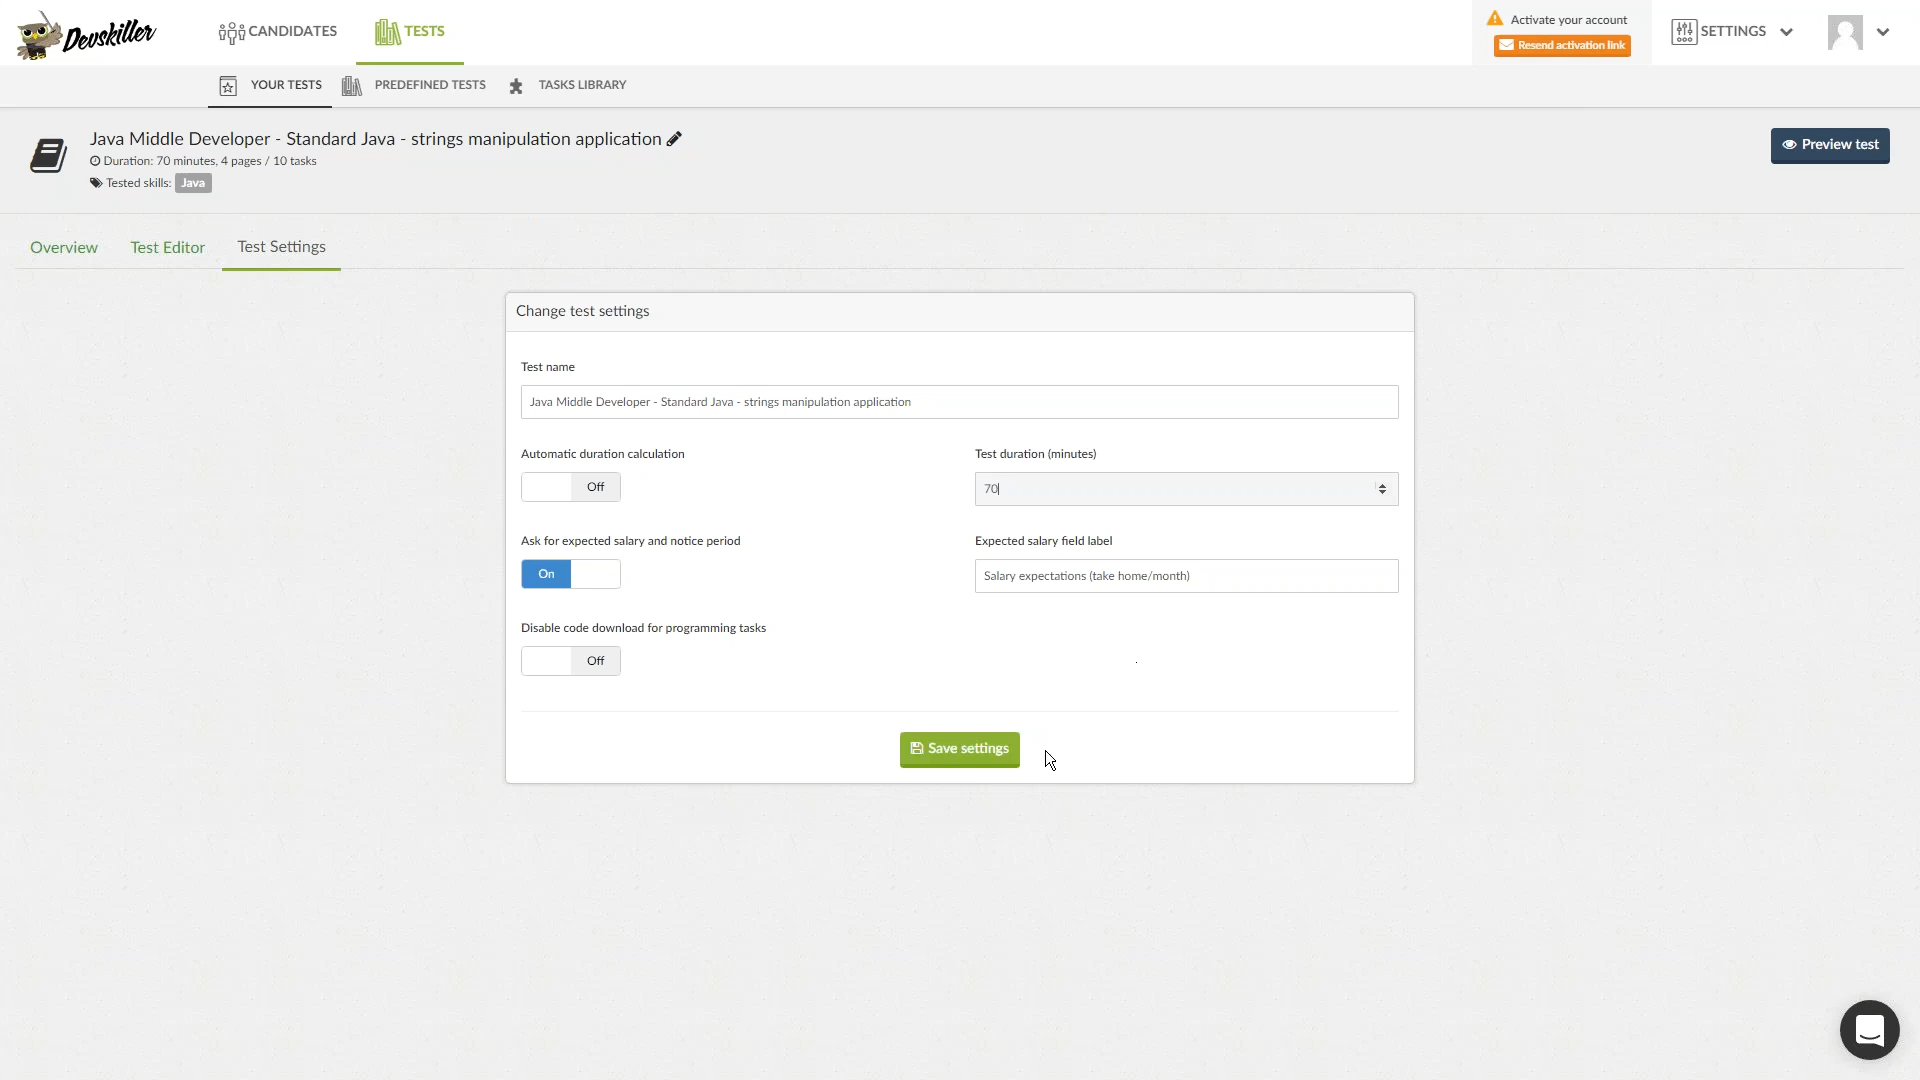 Devskiller
CANDIDATES
TESTS
Activate your account
Resend activation link
SETTINGS
YOUR TESTS
PREDEFINED TESTS
TASKS LIBRARY
Java Middle Developer - Standard Java - strings manipulation application
Duration: 70 minutes, 4 pages / 10 tasks
Tested skills: Java
Preview test
Overview
Test Editor
Test Settings
Change test settings
Test name
Java Middle Developer - Standard Java - strings manipulation application
Automatic duration calculation
Test duration (minutes)
Off
70
Ask for expected salary and notice period
Expected salary field label
On
Salary expectations (take home/month)
Disable code download for programming tasks
Off
Save settings